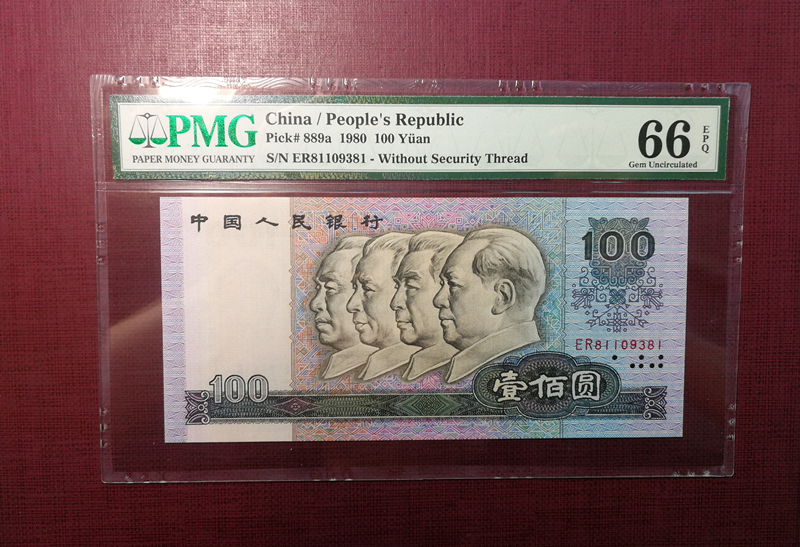 PMG
PAPER MONEY GUARANTY
China / People's Republic
Pick# 889a 1980 100 Yüan
S/N ER81109381 - Without Security Thread
66
EPQ
Gem Uncirculated
中国人民银行
100
ER81109381
100
壹佰圆